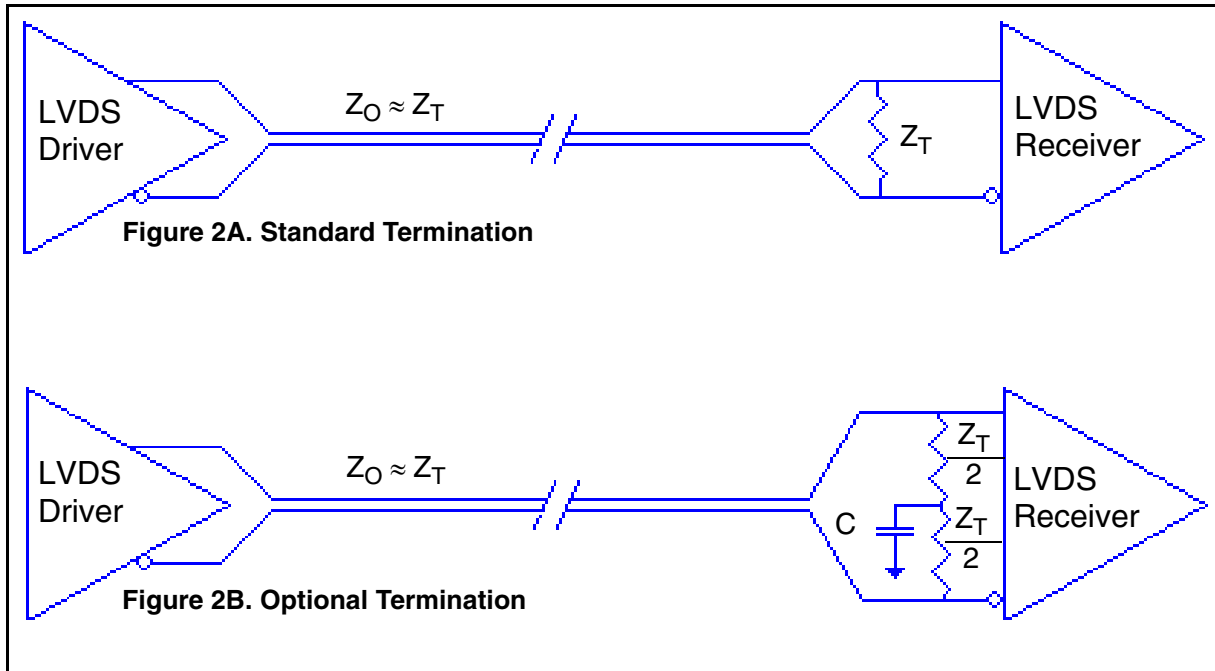 LVDS
Driver
Z_O ≈ Z_T
Z_T
LVDS
Receiver
Figure 2A. Standard Termination
LVDS
Driver
Z_O ≈ Z_T
C
Z_T
2
Z_T
2
LVDS
Receiver
Figure 2B. Optional Termination